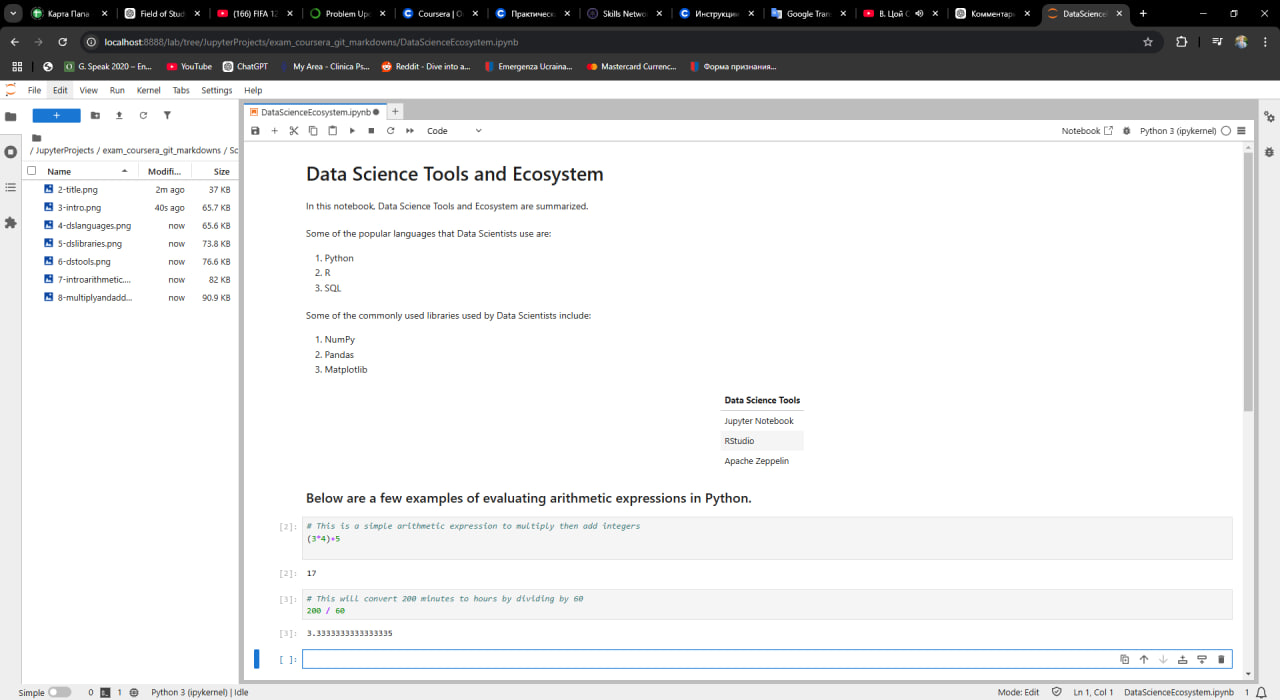 Карта Папа
Field of Stud
(166) FIFA 12
Problem Up
Coursera | O
Практическ
Skills Netwo
Инструкци
Google Tran
В. Цой С
Комментар
DataScience
localhost:8888/lab/tree/JupyterProjects/exam_coursera_git_markdowns/DataScienceEcosystem.ipynb
G. Speak 2020 – En...
YouTube
ChatGPT
My Area - Clinica Ps...
Reddit - Dive into a...
Emergenza Ucraina...
Mastercard Currenc...
Форма признания...
File Edit View Run Kernel Tabs Settings Help
DataScienceEcosystem.ipynb
Code
Notebook
Python 3 (ipykernel)
/ JupyterProjects / exam_coursera_git_markdowns / Sc
Name Modifi... Size
2-title.png 2m ago 37 KB
3-intro.png 40s ago 65.7 KB
4-dslanguages.png now 65.6 KB
5-dslibraries.png now 73.8 KB
6-dstools.png now 76.6 KB
7-introarithmetic.... now 82 KB
8-multiplyandadd... now 90.9 KB
Data Science Tools and Ecosystem
In this notebook, Data Science Tools and Ecosystem are summarized.
Some of the popular languages that Data Scientists use are:
1. Python
2. R
3. SQL
Some of the commonly used libraries used by Data Scientists include:
1. NumPy
2. Pandas
3. Matplotlib
Data Science Tools
Jupyter Notebook
RStudio
Apache Zeppelin
Below are a few examples of evaluating arithmetic expressions in Python.
[2]: # This is a simple arithmetic expression to multiply then add integers
(3*4)+5
[2]: 17
[3]: # This will convert 200 minutes to hours by dividing by 60
200 / 60
[3]: 3.3333333333333335
[ ]:
Simple 0 1 Python 3 (ipykernel) | Idle
Mode: Edit Ln 1, Col 1 DataScienceEcosystem.ipynb 1